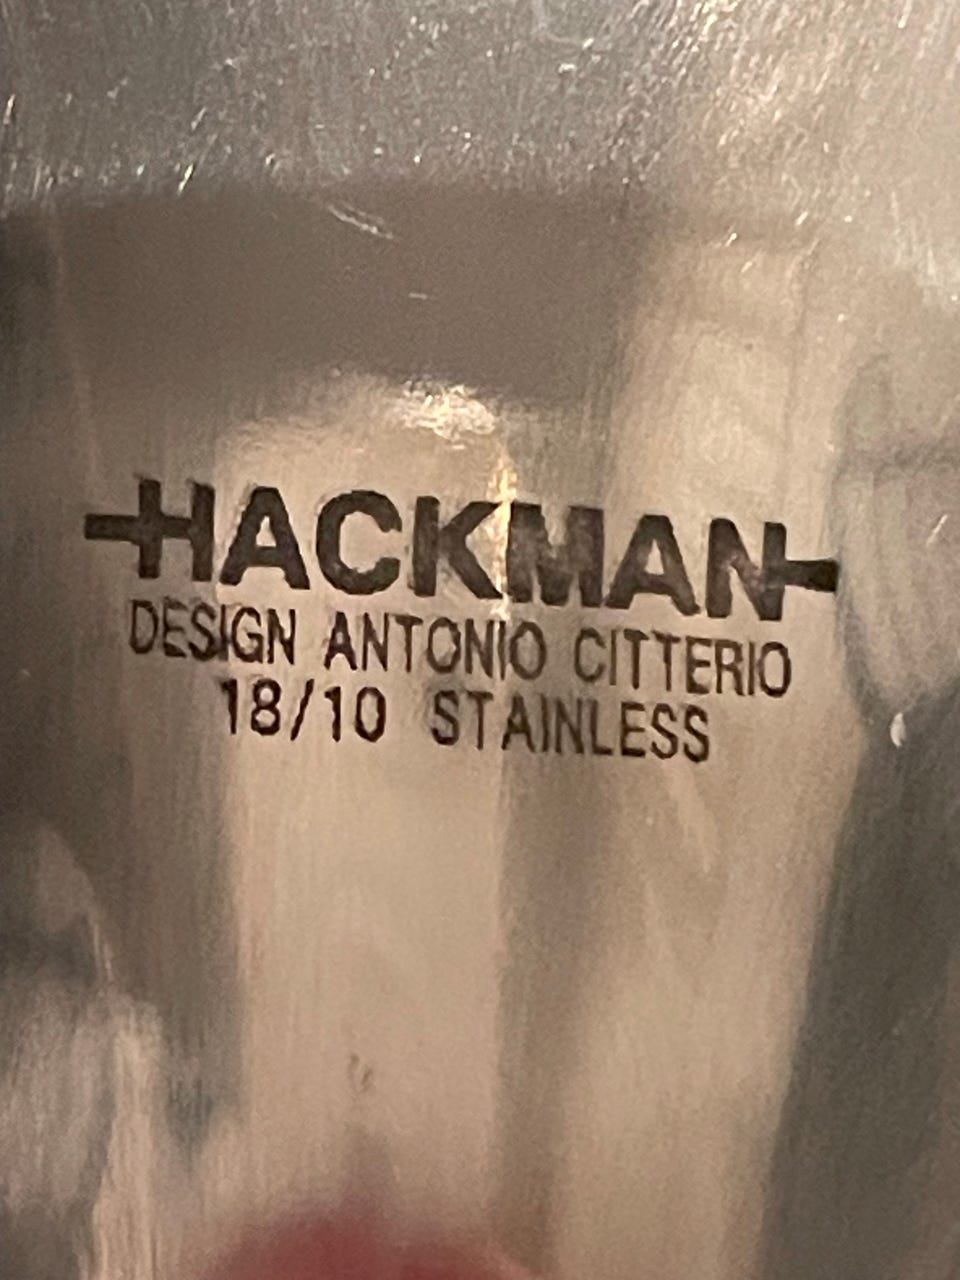 HACKMAN
DESIGN ANTONIO CITTERIO
18/10 STAINLESS